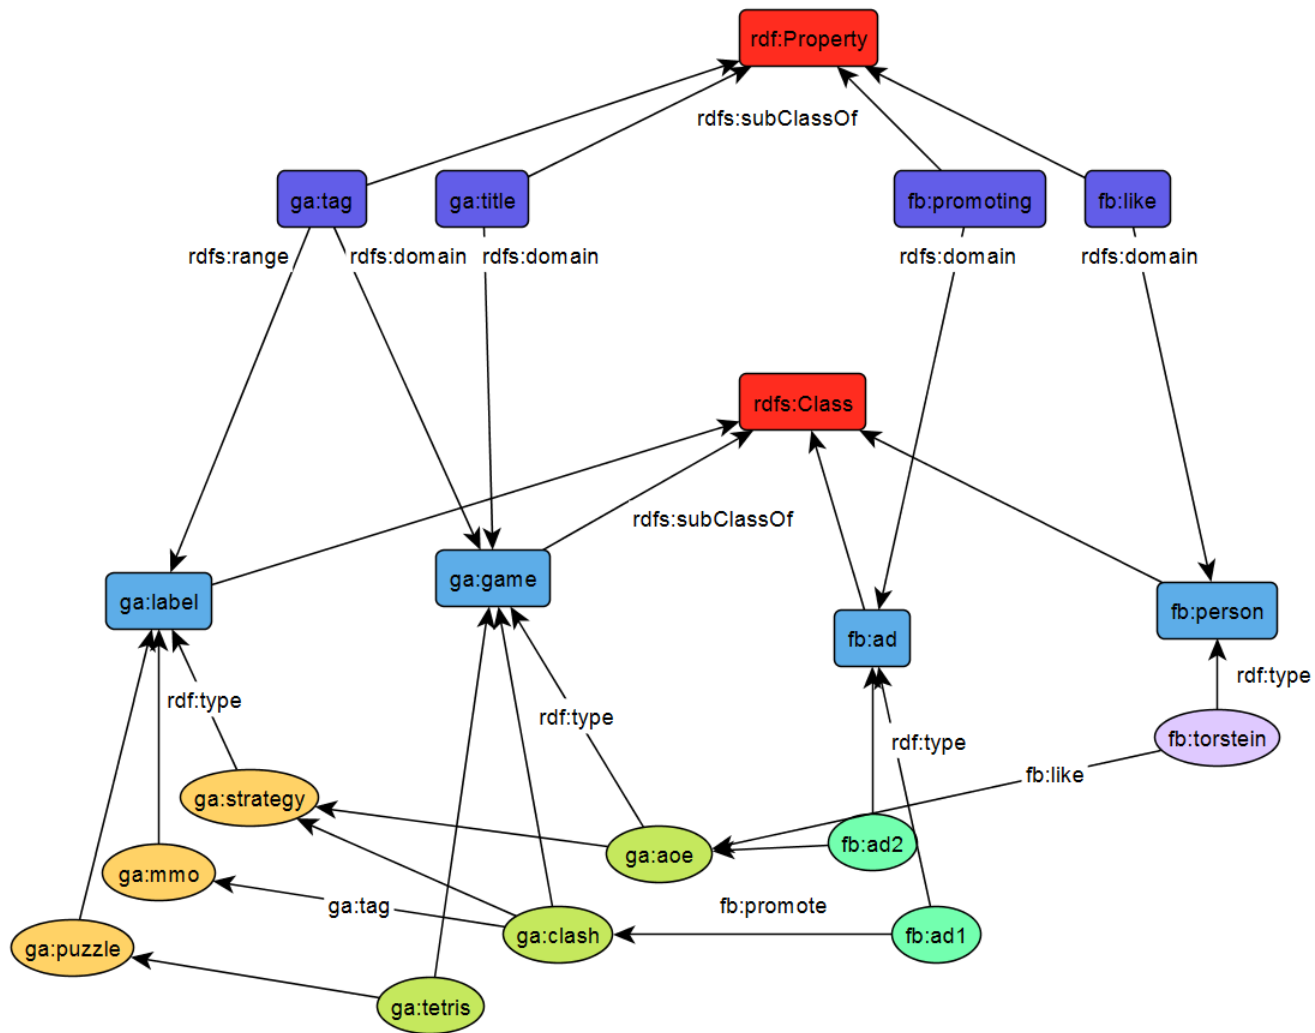 rdf:Property
rdfs:subClassOf
ga:tag
ga:title
fb:promoting
fb:like
rdfs:range
rdfs:domain
rdfs:domain
rdfs:domain
rdfs:domain
rdfs:Class
rdfs:subClassOf
ga:label
ga:game
fb:ad
fb:person
rdf:type
rdf:type
rdf:type
rdf:type
fb:torstein
fb:like
ga:strategy
ga:aoe
fb:ad2
ga:mmo
ga:tag
fb:promote
ga:puzzle
ga:clash
fb:ad1
ga:tetris